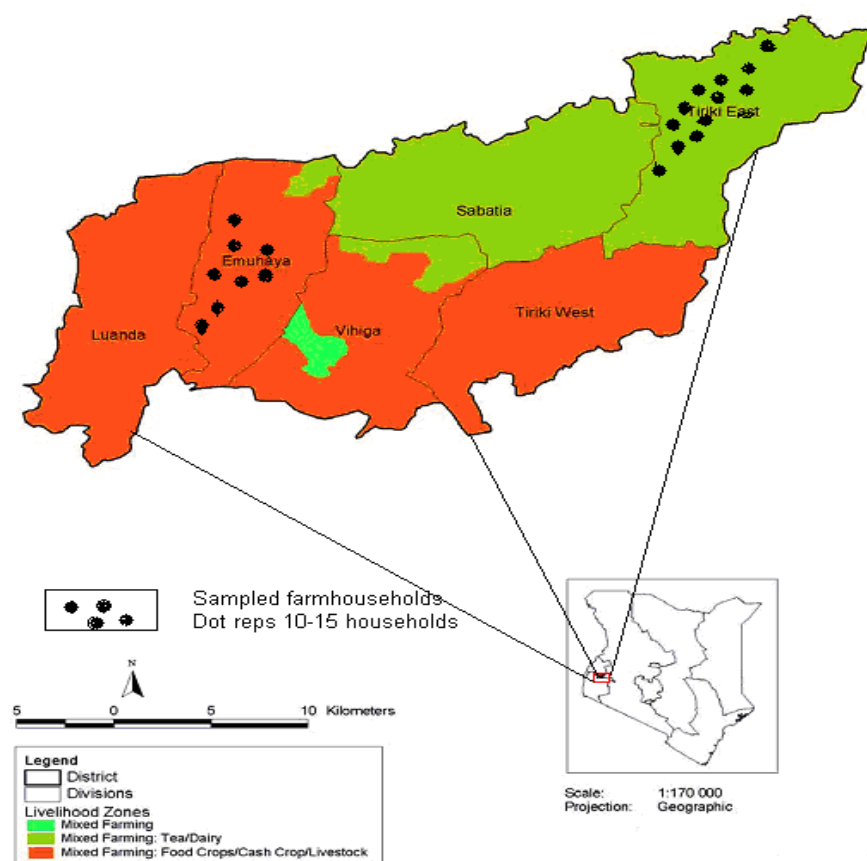 Tiriki East
Sabatia
Emuhaya
Tiriki West
Luanda
Vihiga
Sampled farmhouseholds
Dot reps 10-15 households
N
5 0 5 10 Kilometers
Legend
District
Divisions
Livelihood Zones
Mixed Farming
Mixed Farming: Tea/Dairy
Mixed Farming: Food Crops/Cash Crop/Livestock
Scale: 1:170 000
Projection: Geographic